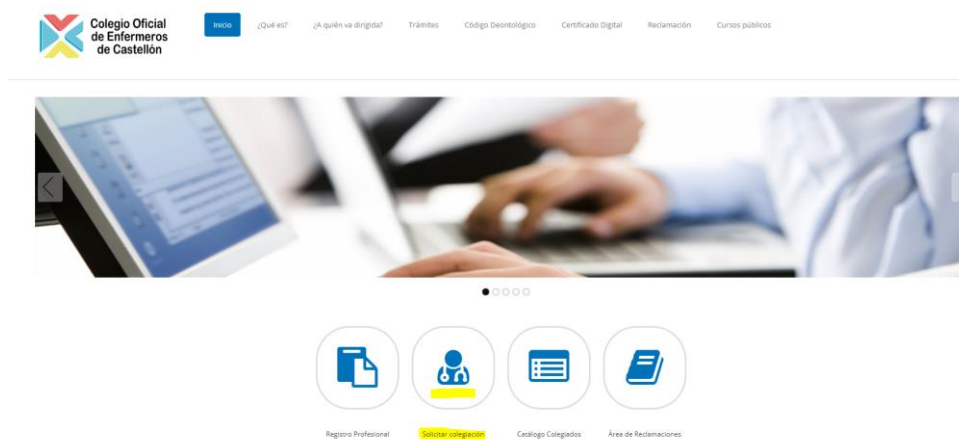 Colegio Oficial
de Enfermeros
de Castellón
Inicio
¿Qué es?
¿A quién va dirigida?
Trámites
Código Deontológico
Certificado Digital
Reclamación
Cursos públicos
Registro Profesional
Solicitar colegiación
Catálogo Colegiados
Área de Reclamaciones